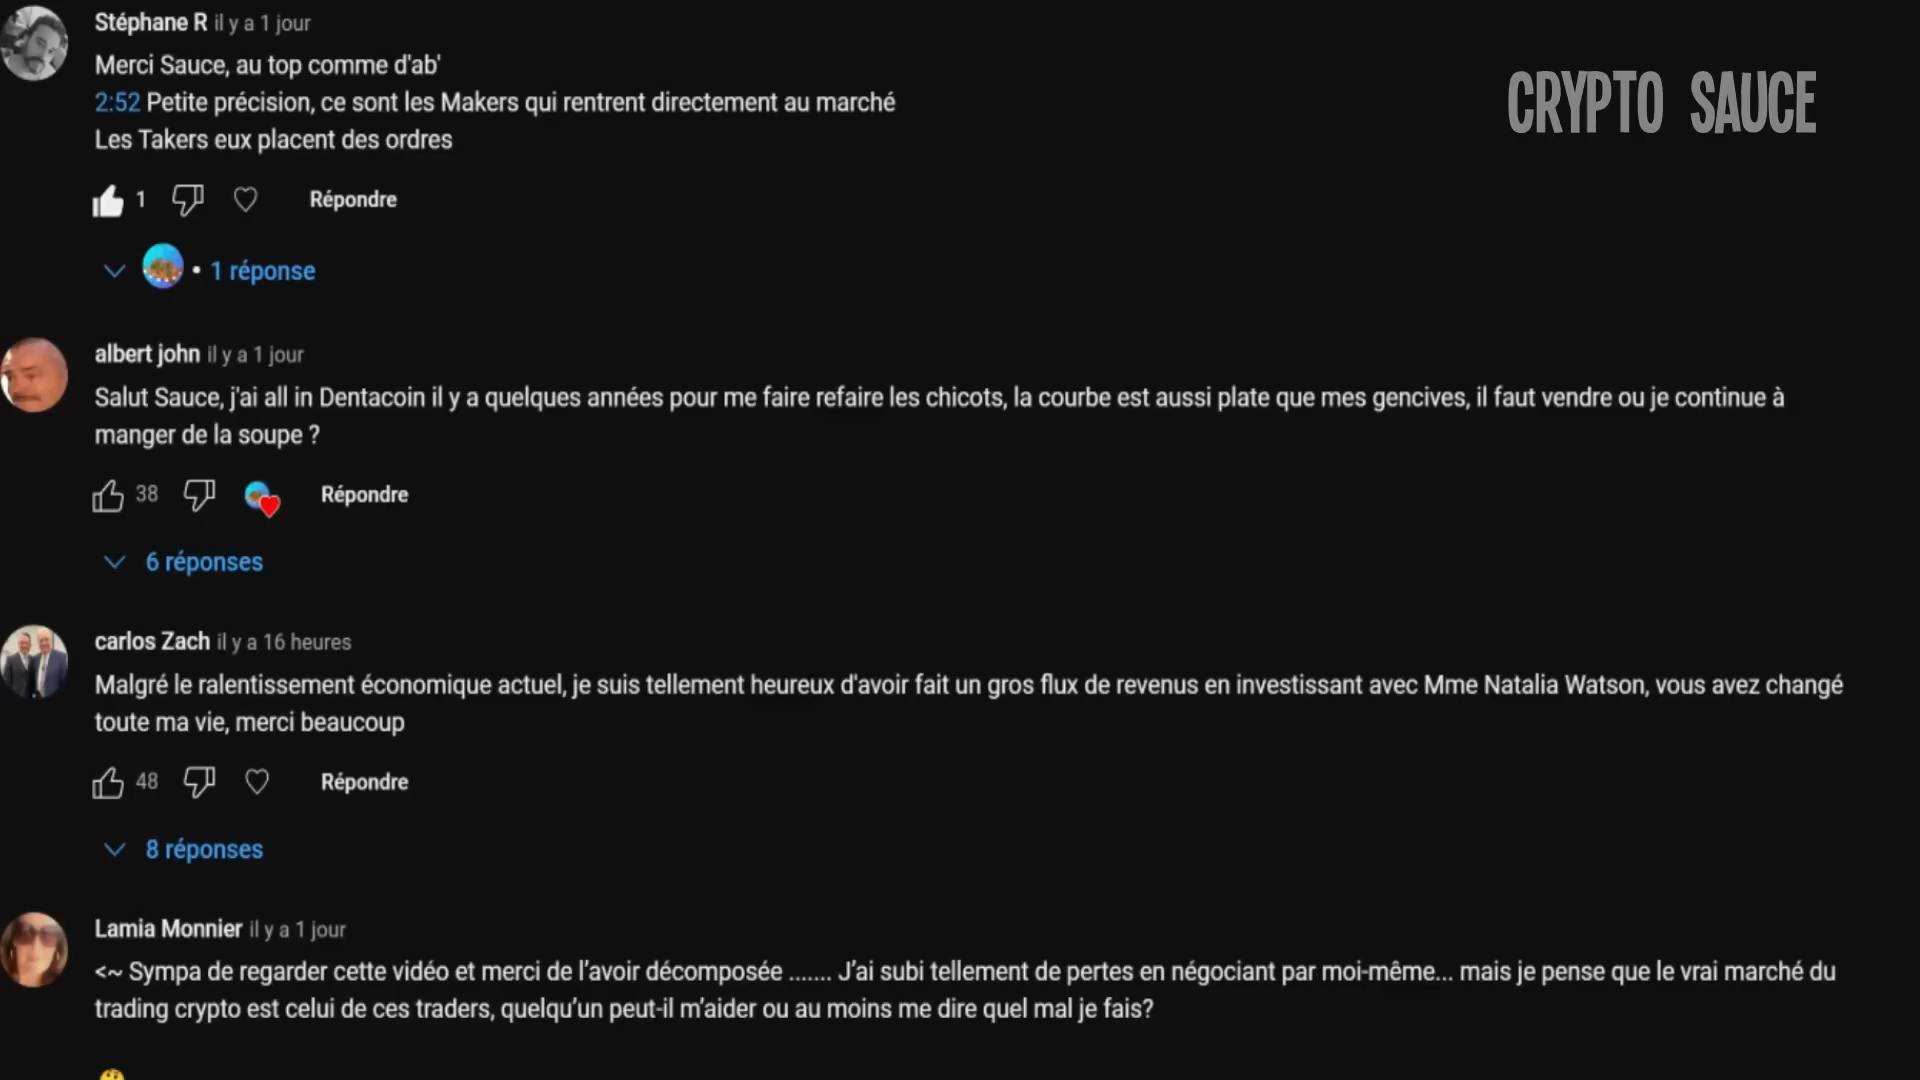 Stéphane R il y a 1 jour
Merci Sauce, au top comme d'ab'
2:52 Petite précision, ce sont les Makers qui rentrent directement au marché
Les Takers eux placent des ordres
1 Répondre
• 1 réponse
CRYPTO SAUCE
albert john il y a 1 jour
Salut Sauce, j'ai all in Dentacoin il y a quelques années pour me faire refaire les chicots, la courbe est aussi plate que mes gencives, il faut vendre ou je continue à
manger de la soupe ?
38 Répondre
6 réponses
carlos Zach il y a 16 heures
Malgré le ralentissement économique actuel, je suis tellement heureux d'avoir fait un gros flux de revenus en investissant avec Mme Natalia Watson, vous avez changé
toute ma vie, merci beaucoup
48 Répondre
8 réponses
Lamia Monnier il y a 1 jour
<~ Sympa de regarder cette vidéo et merci de l’avoir décomposée ....... J’ai subi tellement de pertes en négociant par moi-même... mais je pense que le vrai marché du
trading crypto est celui de ces traders, quelqu’un peut-il m’aider ou au moins me dire quel mal je fais?